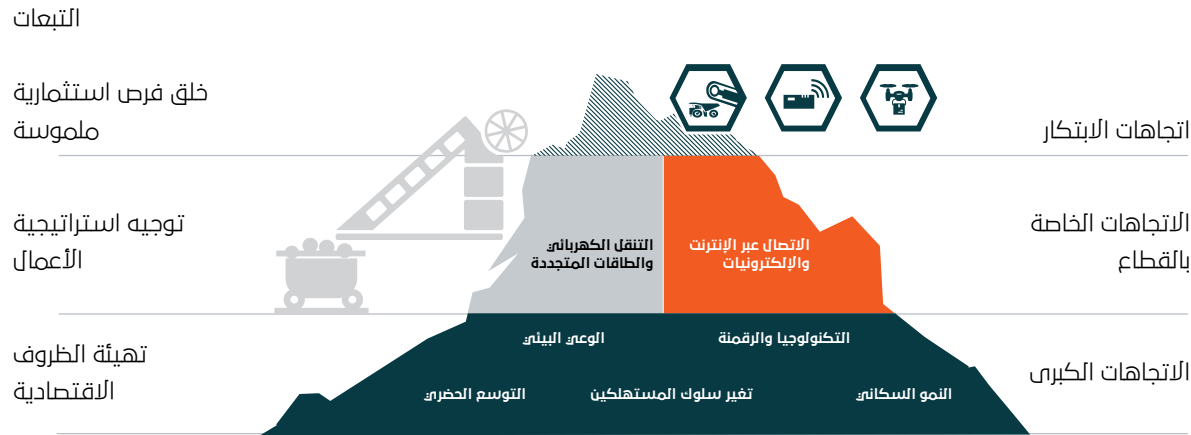 التبعات
اتجاهات الابتكار
خلق فرص استثمارية
ملموسة
الاتجاهات الخاصة
بالقطاع
الاتصال عبر الإنترنت
والإلكترونيات
التنقل الكهربائي
والطاقات المتجددة
توجيه استراتيجية
الأعمال
الاتجاهات الكبرى
التكنولوجيا والرقمنة
الوعي البيئي
النمو السكاني
تغير سلوك المستهلكين
التوسع الحضري
تهيئة الظروف
الاقتصادية